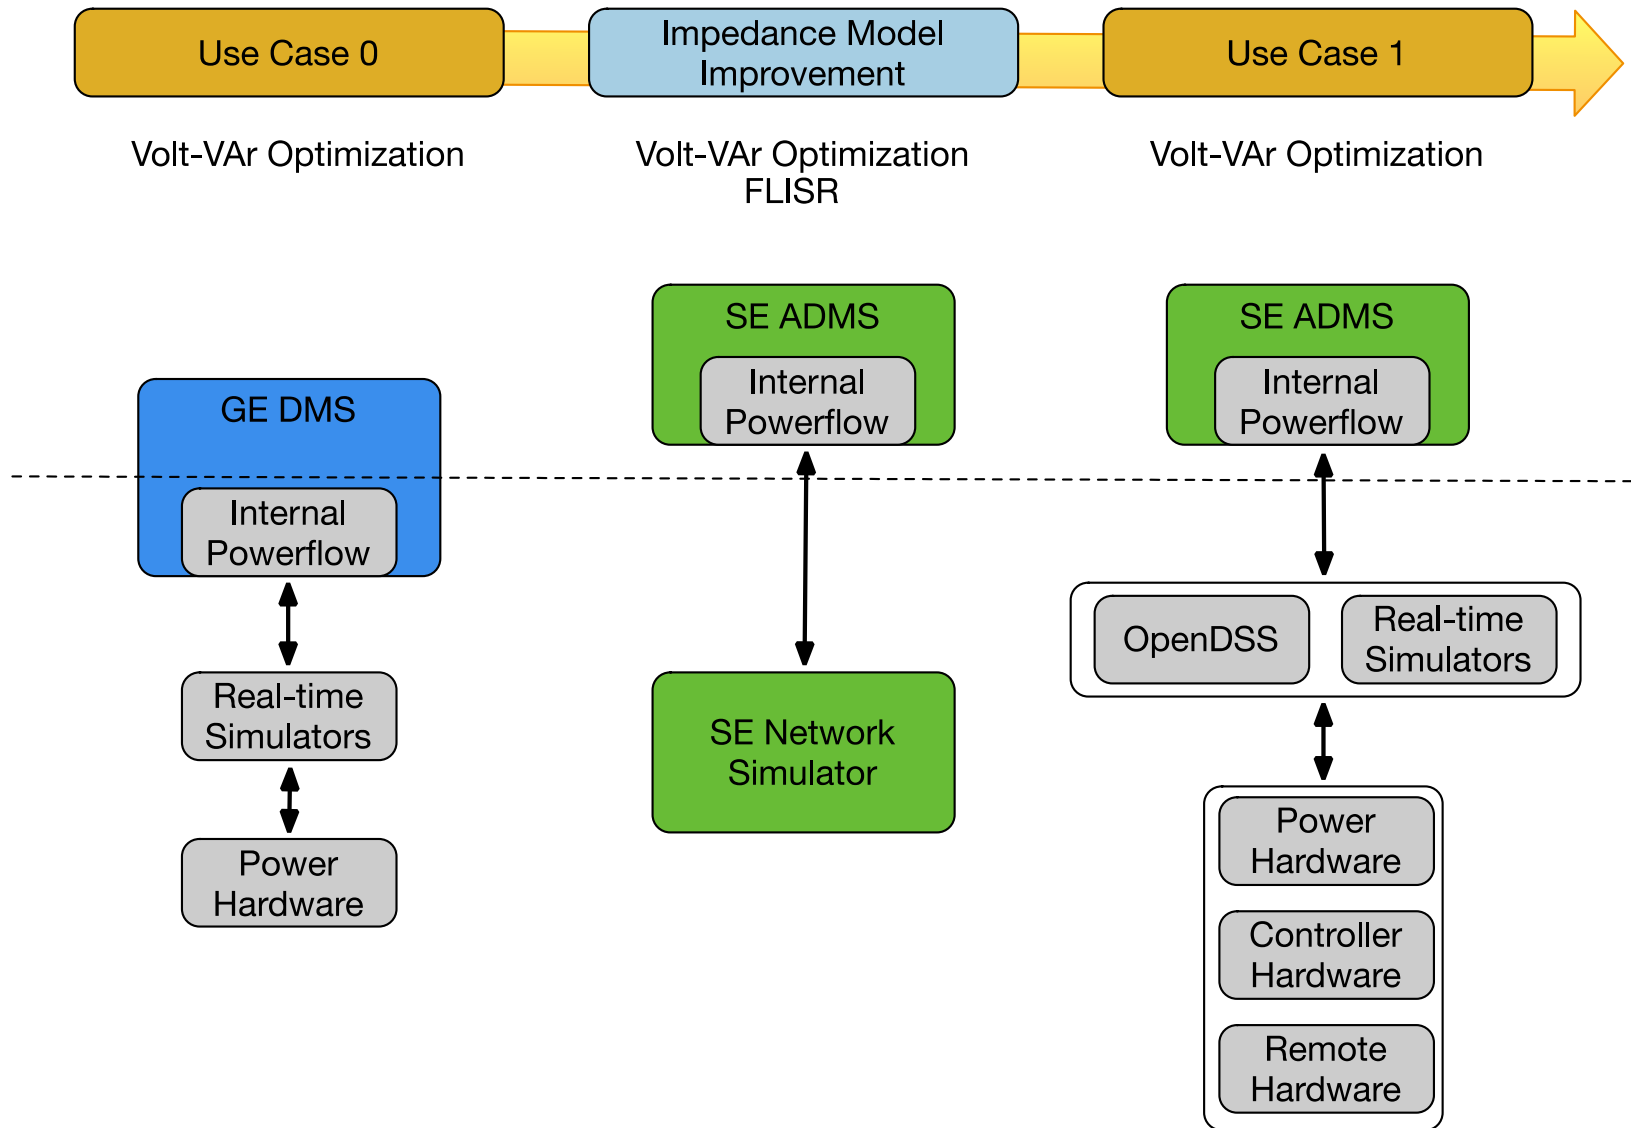 Use Case 0
Impedance Model
Improvement
Use Case 1
Volt-VAr Optimization
Volt-VAr Optimization
FLISR
Volt-VAr Optimization
GE DMS
Internal
Powerflow
Real-time
Simulators
Power
Hardware
SE ADMS
Internal
Powerflow
SE Network
Simulator
SE ADMS
Internal
Powerflow
OpenDSS
Real-time
Simulators
Power
Hardware
Controller
Hardware
Remote
Hardware